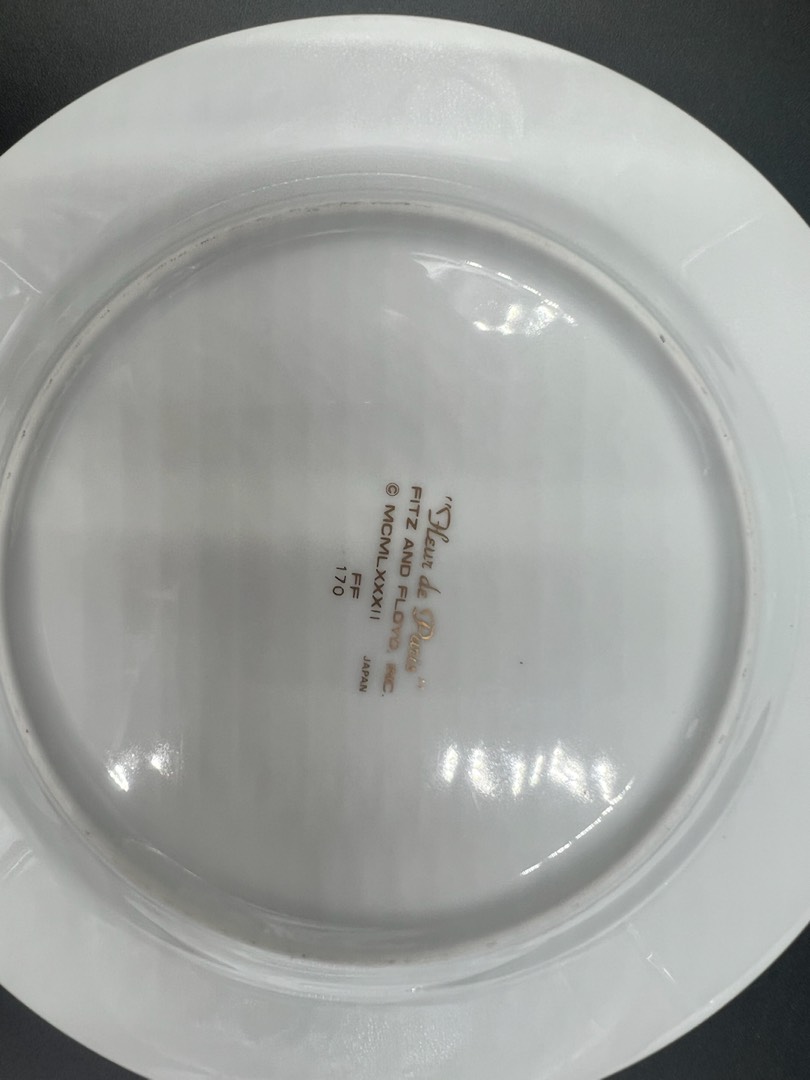 "Fleur de Paris"
FITZ AND FLOYD, INC.
© MCMLXXXII JAPAN
FF
170